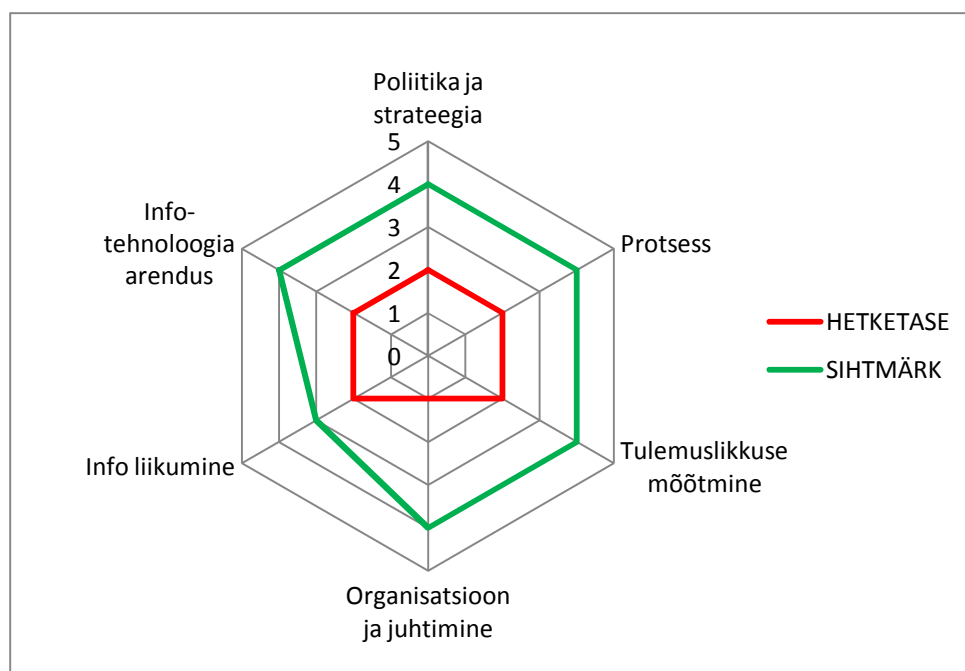 Poliitika ja
strateegia
5
4
3
2
1
0
Info-
tehnoloogia
arendus
Protsess
HETKETASE
SIHTMÄRK
Info liikumine
Tulemuslikkuse
mõõtmine
Organisatsioon
ja juhtimine